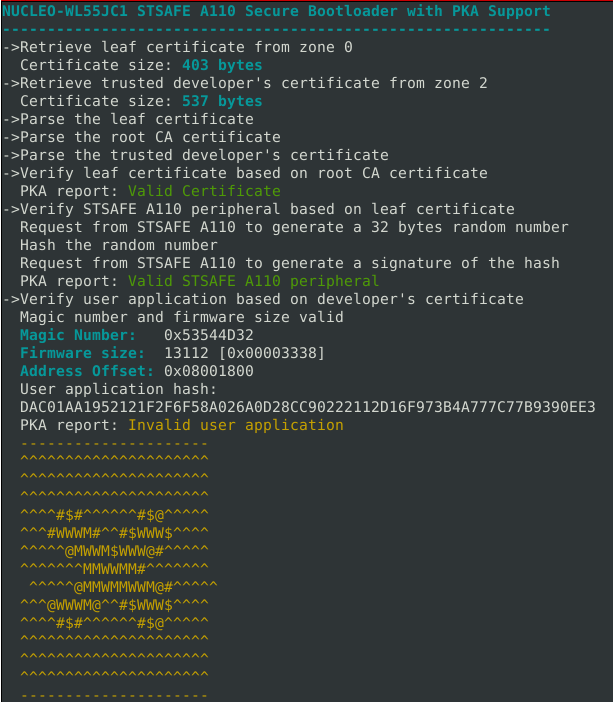 NUCLEO-WL55JC1 STSAFE A110 Secure Bootloader with PKA Support
-------------------------------------------------------------
->Retrieve leaf certificate from zone 0
  Certificate size: 403 bytes
->Retrieve trusted developer's certificate from zone 2
  Certificate size: 537 bytes
->Parse the leaf certificate
->Parse the root CA certificate
->Parse the trusted developer's certificate
->Verify leaf certificate based on root CA certificate
  PKA report: Valid Certificate
->Verify STSAFE A110 peripheral based on leaf certificate
  Request from STSAFE A110 to generate a 32 bytes random number
  Hash the random number
  Request from STSAFE A110 to generate a signature of the hash
  PKA report: Valid STSAFE A110 peripheral
->Verify user application based on developer's certificate
  Magic number and firmware size valid
  Magic Number:   0x53544D32
  Firmware size:  13112 [0x00003338]
  Address Offset: 0x08001800
  User application hash:
  DAC01AA1952121F2F6F58A026A0D28CC90222112D16F973B4A777C77B9390EE3
  PKA report: Invalid user application
  ---------------------
  ^^^^^^^^^^^^^^^^^^^^^
  ^^^^^^^^^^^^^^^^^^^^^
  ^^^^^^^^^^^^^^^^^^^^^
  ^^^^#$#^^^^^^#$@^^^^^
  ^^^#WWWM#^^#$WWW$^^^^
  ^^^^^@MWWM$WWW@#^^^^^
  ^^^^^^^MMWWMM#^^^^^^^
   ^^^^^@MMWMMWWM@#^^^^^
  ^^^@WWWM@^^#$WWW$^^^^
  ^^^^#$#^^^^^^#$@^^^^^
  ^^^^^^^^^^^^^^^^^^^^^
  ^^^^^^^^^^^^^^^^^^^^^
  ^^^^^^^^^^^^^^^^^^^^^
  ---------------------